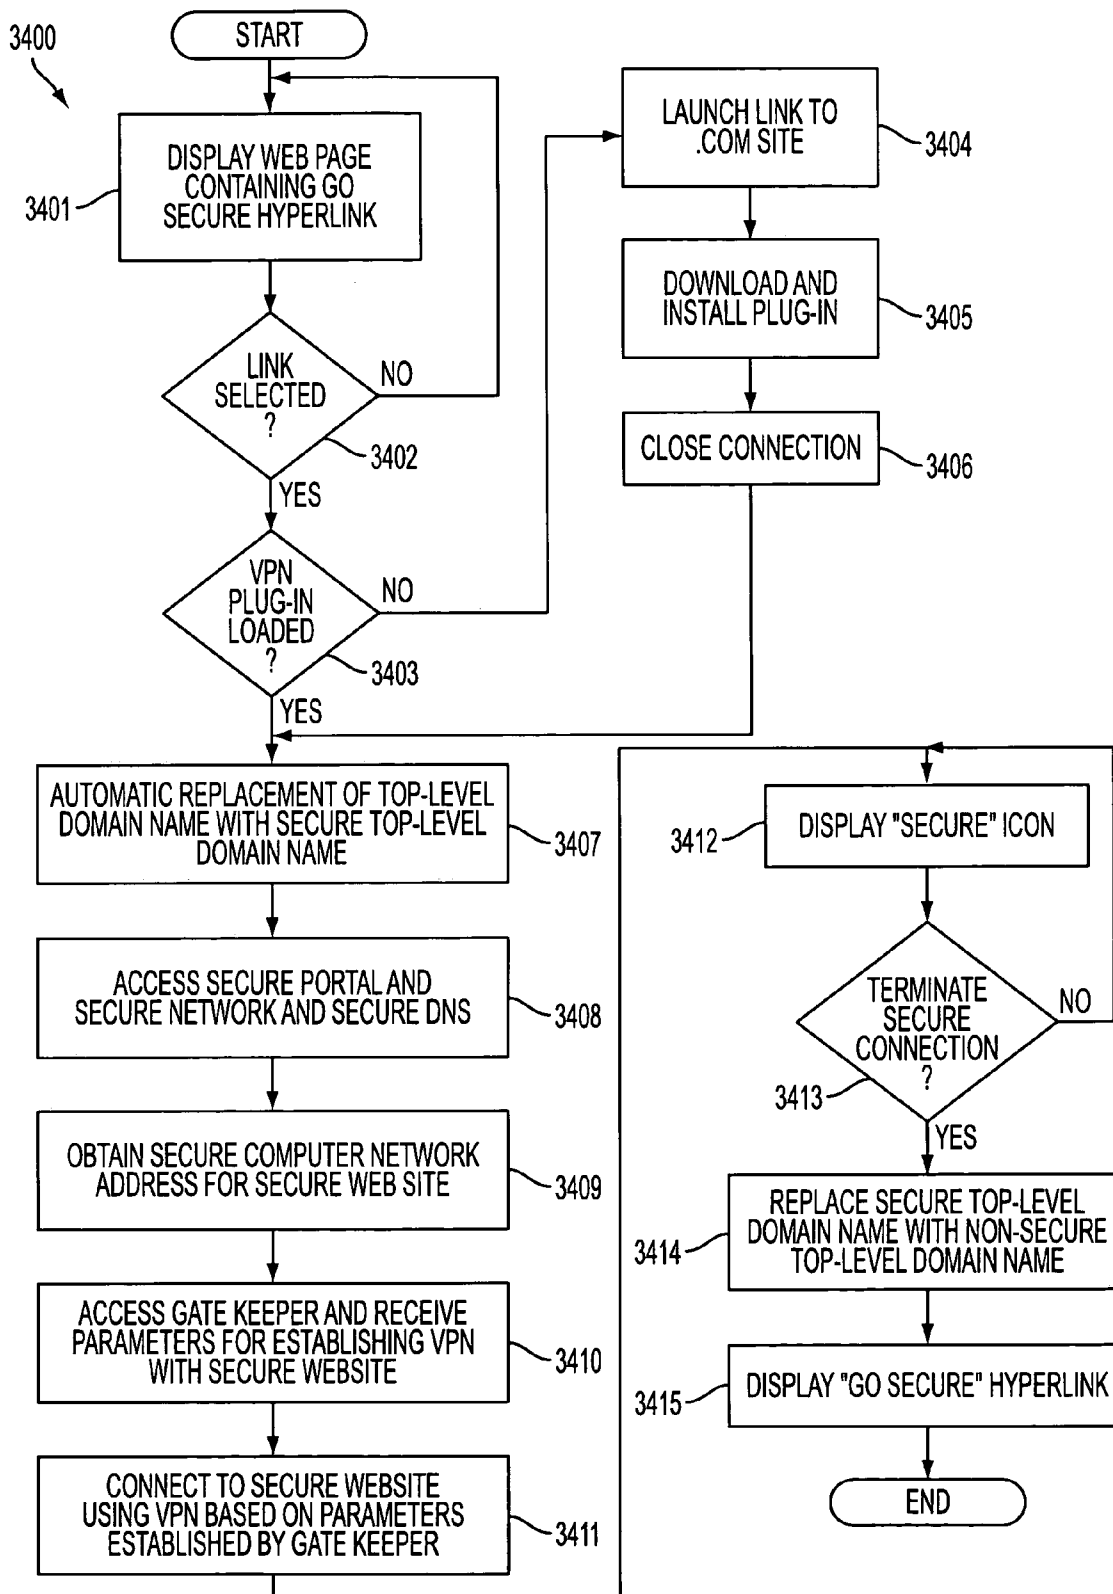 3400
START
3401
DISPLAY WEB PAGE
CONTAINING GO
SECURE HYPERLINK
LINK
SELECTED
?
NO
3402
YES
VPN
PLUG-IN
LOADED
?
NO
3403
YES
LAUNCH LINK TO
.COM SITE
3404
DOWNLOAD AND
INSTALL PLUG-IN
3405
CLOSE CONNECTION
3406
AUTOMATIC REPLACEMENT OF TOP-LEVEL
DOMAIN NAME WITH SECURE TOP-LEVEL
DOMAIN NAME
3407
ACCESS SECURE PORTAL AND
SECURE NETWORK AND SECURE DNS
3408
OBTAIN SECURE COMPUTER NETWORK
ADDRESS FOR SECURE WEB SITE
3409
ACCESS GATE KEEPER AND RECEIVE
PARAMETERS FOR ESTABLISHING VPN
WITH SECURE WEBSITE
3410
CONNECT TO SECURE WEBSITE
USING VPN BASED ON PARAMETERS
ESTABLISHED BY GATE KEEPER
3411
3412
DISPLAY "SECURE" ICON
TERMINATE
SECURE
CONNECTION
?
NO
3413
YES
REPLACE SECURE TOP-LEVEL
DOMAIN NAME WITH NON-SECURE
TOP-LEVEL DOMAIN NAME
3414
DISPLAY "GO SECURE" HYPERLINK
3415
END